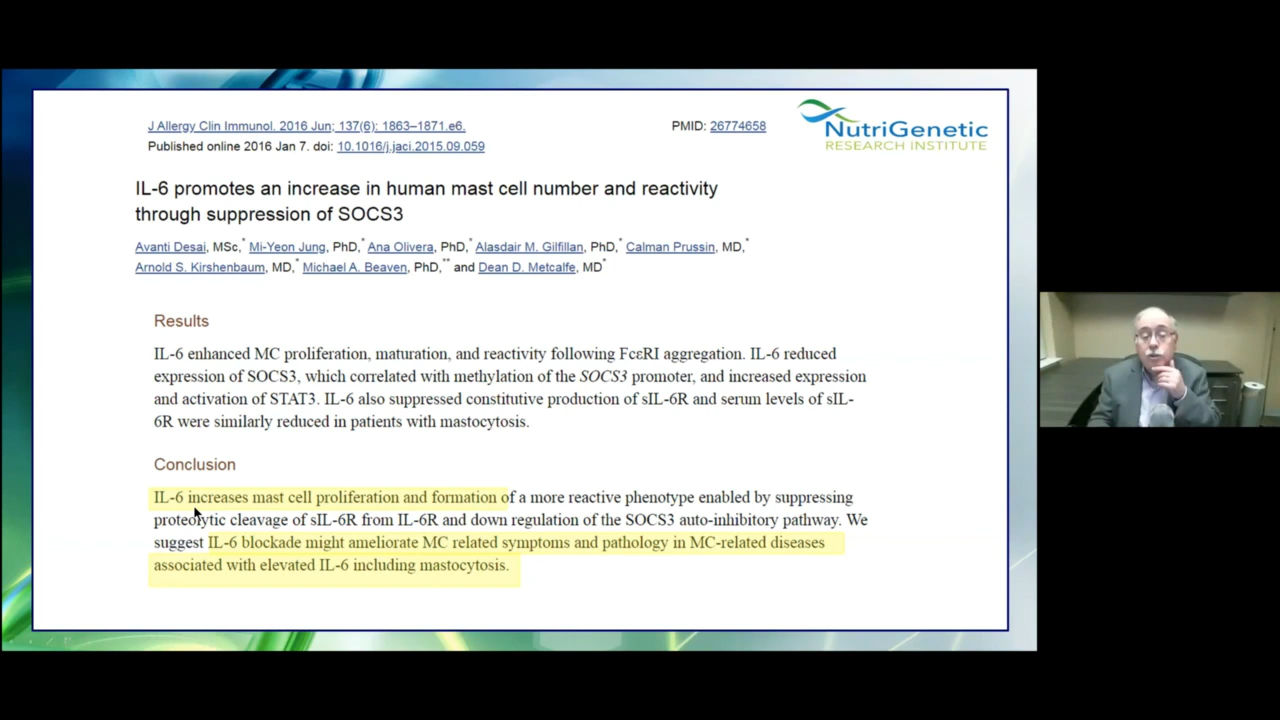 J Allergy Clin Immunol. 2016 Jun; 137(6): 1863–1871.e6.
PMID: 26774658
Published online 2016 Jan 7. doi: 10.1016/j.jaci.2015.09.059
NutriGenetic
RESEARCH INSTITUTE
IL-6 promotes an increase in human mast cell number and reactivity
through suppression of SOCS3
Avanti Desai, MSc,* Mi-Yeon Jung, PhD,* Ana Olivera, PhD,* Alasdair M. Gilfillan, PhD,* Calman Prussin, MD,*
Arnold S. Kirshenbaum, MD,* Michael A. Beaven, PhD,** and Dean D. Metcalfe, MD*
Results
IL-6 enhanced MC proliferation, maturation, and reactivity following FcεRI aggregation. IL-6 reduced
expression of SOCS3, which correlated with methylation of the SOCS3 promoter, and increased expression
and activation of STAT3. IL-6 also suppressed constitutive production of sIL-6R and serum levels of sIL-
6R were similarly reduced in patients with mastocytosis.
Conclusion
IL-6 increases mast cell proliferation and formation of a more reactive phenotype enabled by suppressing
proteolytic cleavage of sIL-6R from IL-6R and down regulation of the SOCS3 auto-inhibitory pathway. We
suggest IL-6 blockade might ameliorate MC related symptoms and pathology in MC-related diseases
associated with elevated IL-6 including mastocytosis.